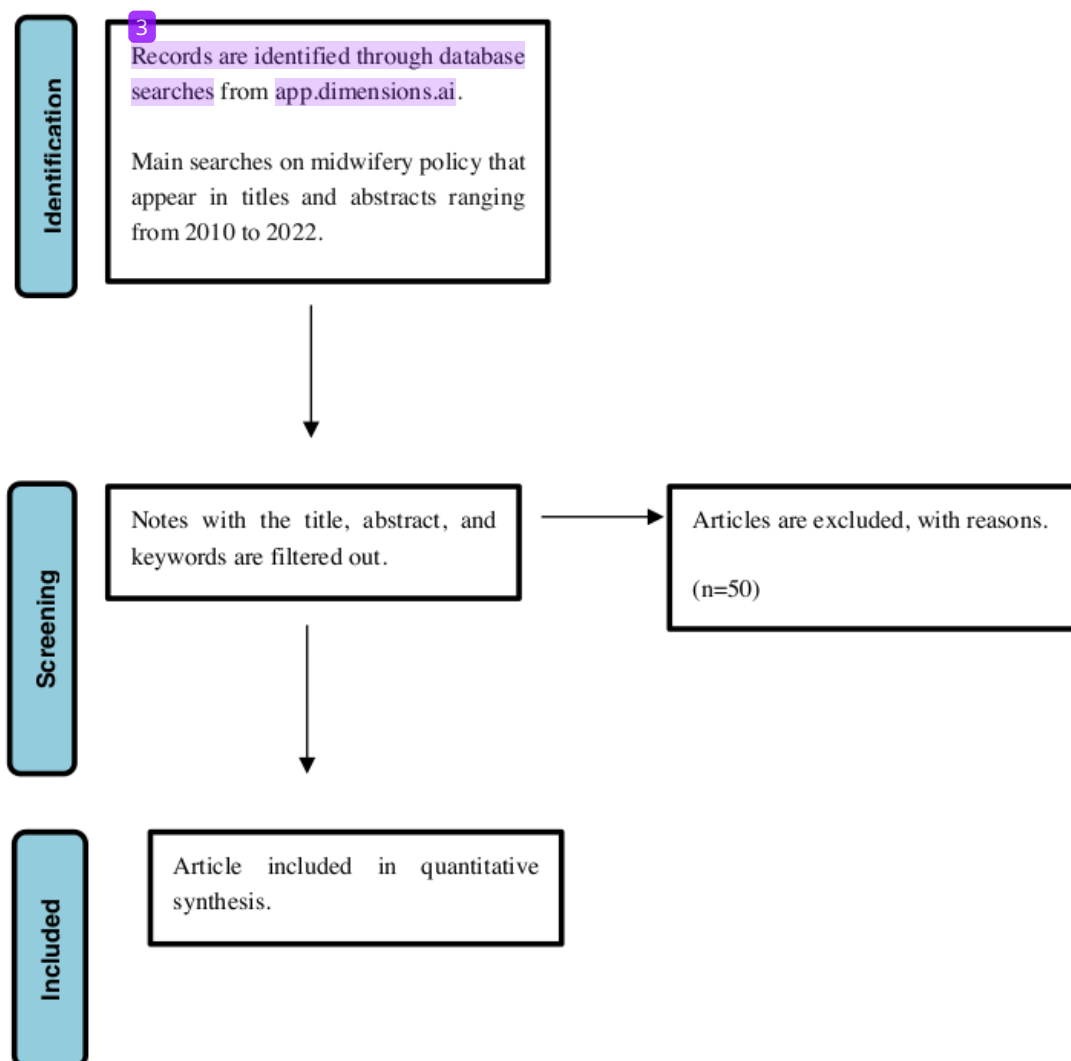 Identification
3
Records are identified through database
searches from app.dimensions.ai.
Main searches on midwifery policy that
appear in titles and abstracts ranging
from 2010 to 2022.
Screening
Notes with the title, abstract, and
keywords are filtered out.
Articles are excluded, with reasons.
(n=50)
Included
Article included in quantitative
synthesis.